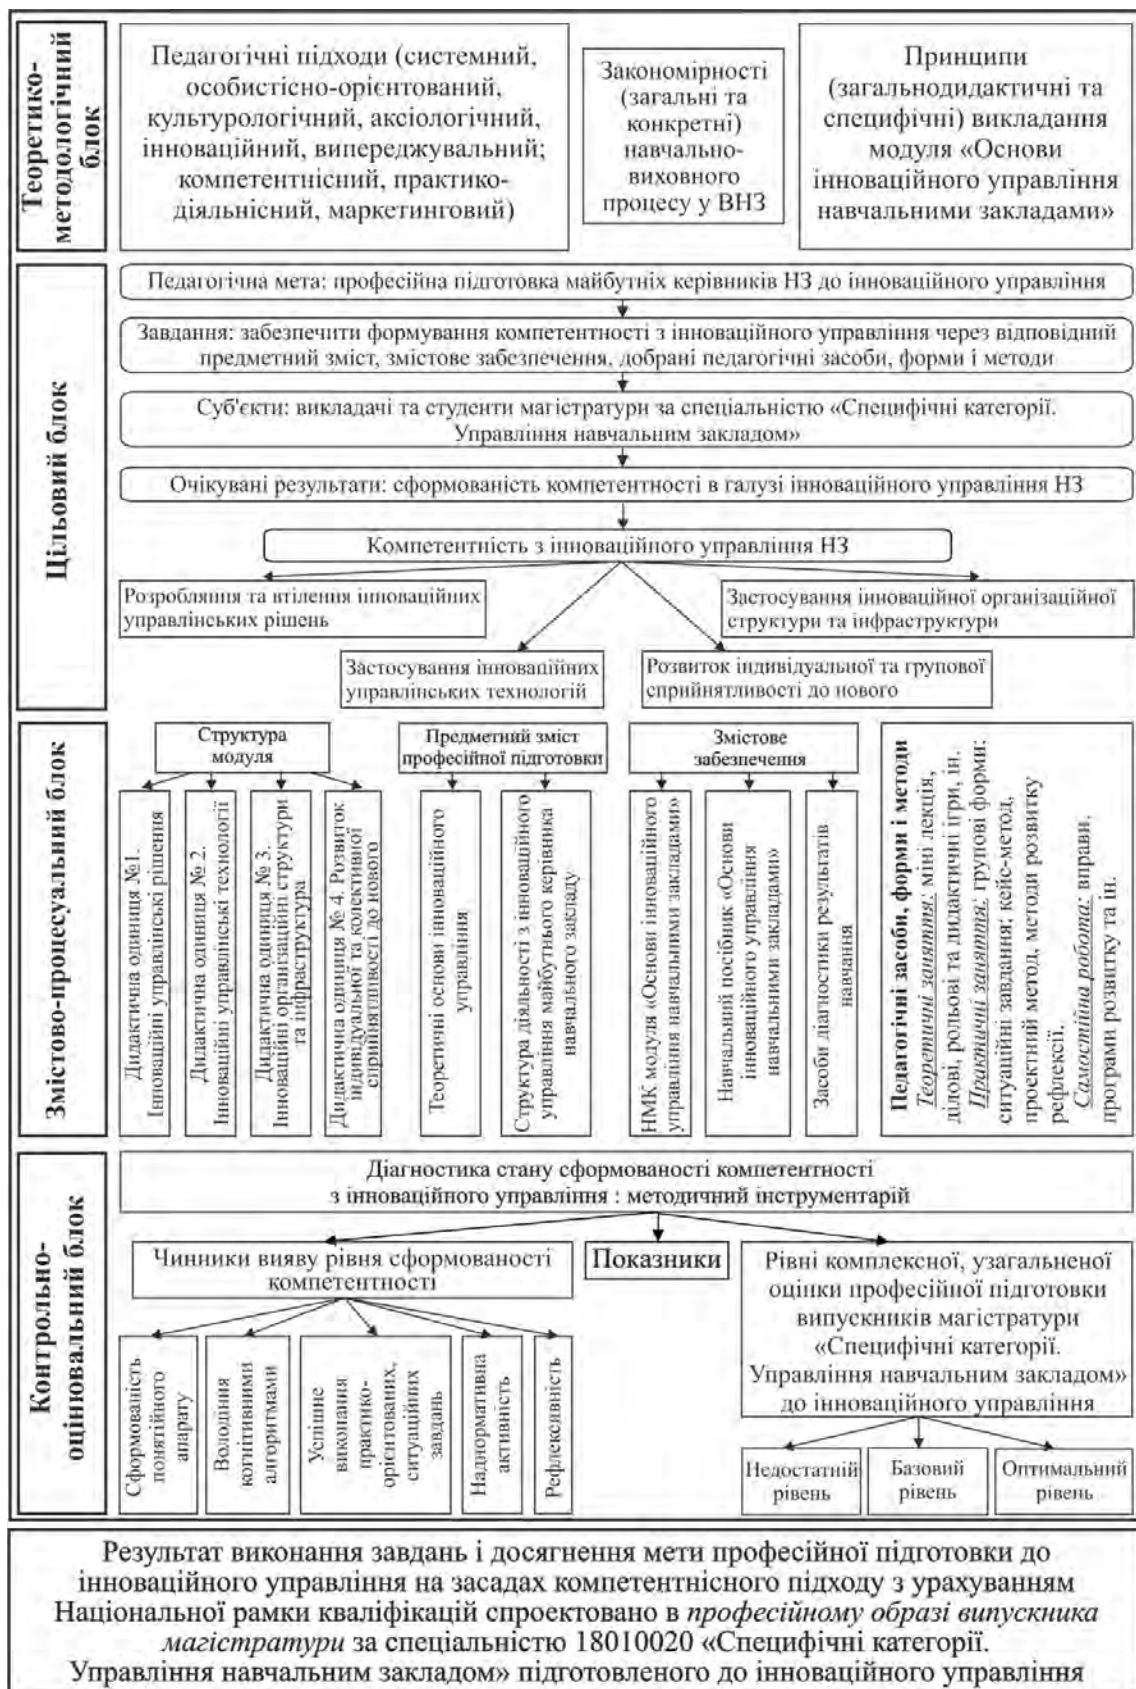 Теоретико-
методологічний
блок
Педагогічні підходи (системний,
особистісно-орієнтований,
культурологічний, аксіологічний,
інноваційний, випереджувальний;
компетентнісний, практико-
діяльнісний, маркетинговий)
Закономірності
(загальні та
конкретні)
навчально-
виховного
процесу у ВНЗ
Принципи
(загальнодидактичні та
специфічні) викладання
модуля «Основи
інноваційного управління
навчальними закладами»
Цільовий блок
Педагогічна мета: професійна підготовка майбутніх керівників НЗ до інноваційного управління
Завдання: забезпечити формування компетентності з інноваційного управління через відповідний
предметний зміст, змістове забезпечення, добрані педагогічні засоби, форми і методи
Суб'єкти: викладачі та студенти магістратури за спеціальністю «Специфічні категорії.
Управління навчальним закладом»
Очікувані результати: сформованість компетентності в галузі інноваційного управління НЗ
Компетентність з інноваційного управління НЗ
Розробляння та втілення інноваційних
управлінських рішень
Застосування інноваційної організаційної
структури та інфраструктури
Застосування інноваційних
управлінських технологій
Розвиток індивідуальної та групової
сприйнятливості до нового
Змістово-процесуальний блок
Структура
модуля
Дидактична одиниця №1.
Інноваційні управлінські рішення
Дидактична одиниця № 2.
Інноваційні управлінські технології
Дидактична одиниця № 3.
Інноваційні організаційні структури
та інфраструктура
Дидактична одиниця № 4. Розвиток
індивідуальної та колективної
сприйнятливості до нового
Предметний зміст
професійної підготовки
Теоретичні основи інноваційного
управління
Структура діяльності з інноваційного
управління майбутнього керівника
навчального закладу
Змістове
забезпечення
НМК модуля «Основи інноваційного
управління навчальними закладами»
Навчальний посібник «Основи
інноваційного управління
навчальними закладами»
Засоби діагностики результатів
навчання
Педагогічні засоби, форми і методи
Теоретичні заняття: міні лекція,
ділові, рольові та дидактичні ігри, ін.
Практичні заняття: групові форми;
ситуаційні завдання; кейс-метод,
проектний метод, методи розвитку
рефлексії.
Самостійна робота: вправи,
програми розвитку та ін.
Контрольно-
оцінювальний блок
Діагностика стану сформованості компетентності
з інноваційного управління : методичний інструментарій
Чинники вияву рівня сформованості
компетентності
Показники
Рівні комплексної, узагальненої
оцінки професійної підготовки
випускників магістратури
«Специфічні категорії.
Управління навчальним закладом»
до інноваційного управління
Сформованість
понятійного
апарату
Володіння
когнітивними
алгоритмами
Успішне
виконання
практико-
орієнтованих,
ситуаційних
завдань
Наднормативна
активність
Рефлексивність
Недостатній
рівень
Базовий
рівень
Оптимальний
рівень
Результат виконання завдань і досягнення мети професійної підготовки до
інноваційного управління на засадах компетентнісного підходу з урахуванням
Національної рамки кваліфікацій спроектовано в професійному образі випускника
магістратури за спеціальністю 18010020 «Специфічні категорії.
Управління навчальним закладом» підготовленого до інноваційного управління